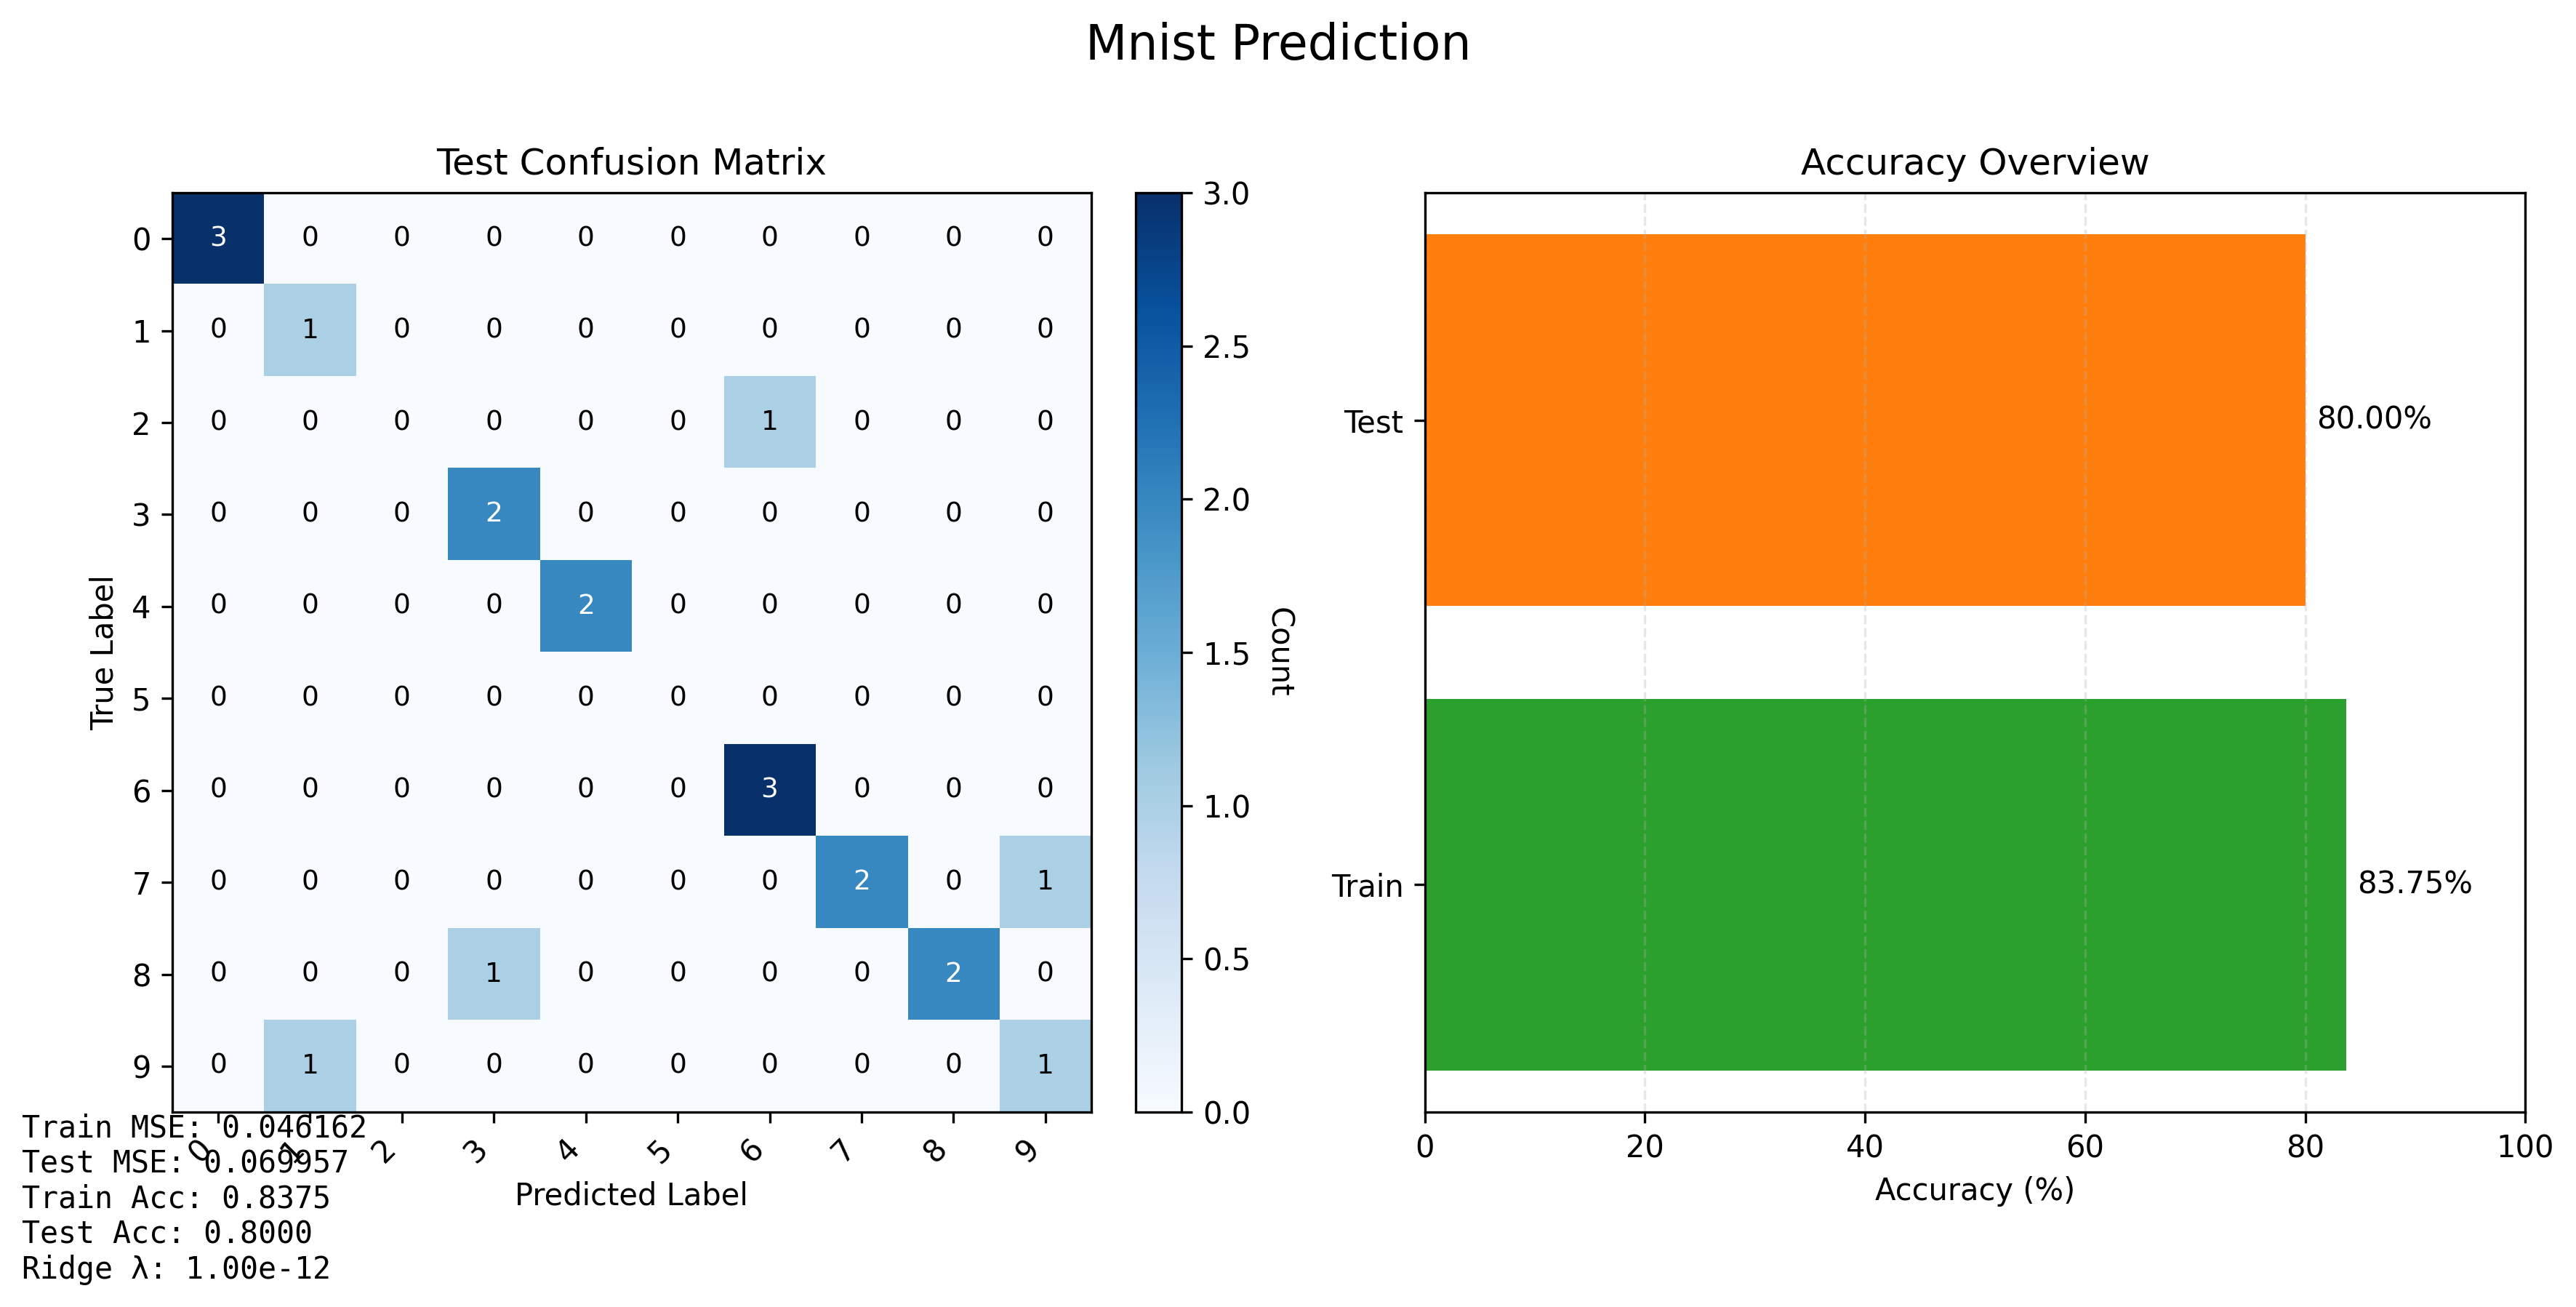 Mnist Prediction
Test Confusion Matrix
0 3 0 0 0 0 0 0 0 0 0
1 0 1 0 0 0 0 0 0 0 0
2 0 0 0 0 0 0 1 0 0 0
3 0 0 0 2 0 0 0 0 0 0
4 0 0 0 0 2 0 0 0 0 0
5 0 0 0 0 0 0 0 0 0 0
6 0 0 0 0 0 0 3 0 0 0
7 0 0 0 0 0 0 0 2 0 1
8 0 0 0 1 0 0 0 0 2 0
9 0 1 0 0 0 0 0 0 0 1
True Label
0 1 2 3 4 5 6 7 8 9
Predicted Label
3.0
2.5
2.0
1.5
1.0
0.5
0.0
Count
Accuracy Overview
Test
80.00%
Train
83.75%
0 20 40 60 80 100
Accuracy (%)
Train MSE: 0.046162
Test MSE: 0.069957
Train Acc: 0.8375
Test Acc: 0.8000
Ridge λ: 1.00e-12